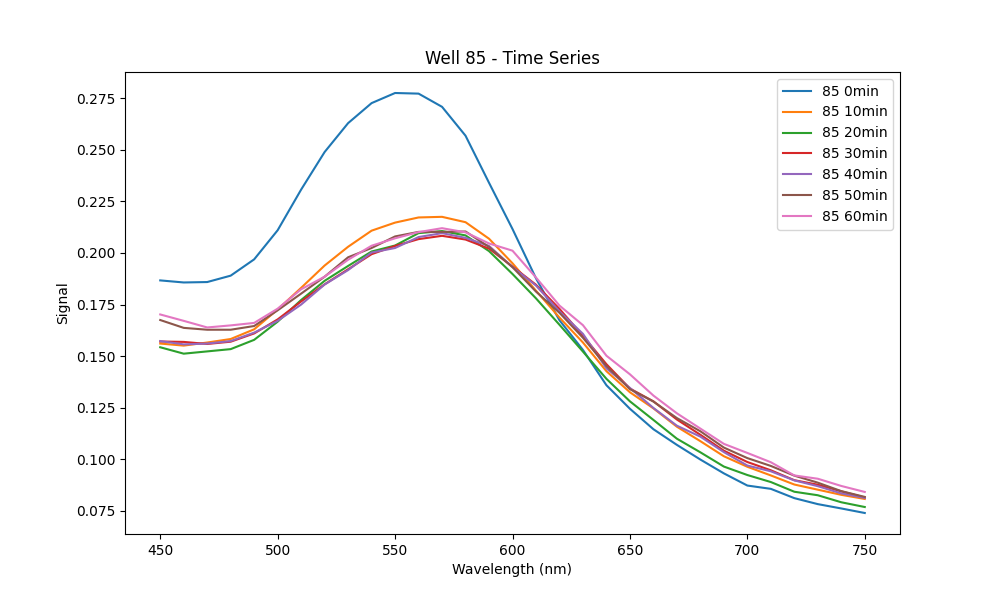 Well 85 - Time Series
Signal
0.275
0.250
0.225
0.200
0.175
0.150
0.125
0.100
0.075
85 0min
85 10min
85 20min
85 30min
85 40min
85 50min
85 60min
450 500 550 600 650 700 750
Wavelength (nm)